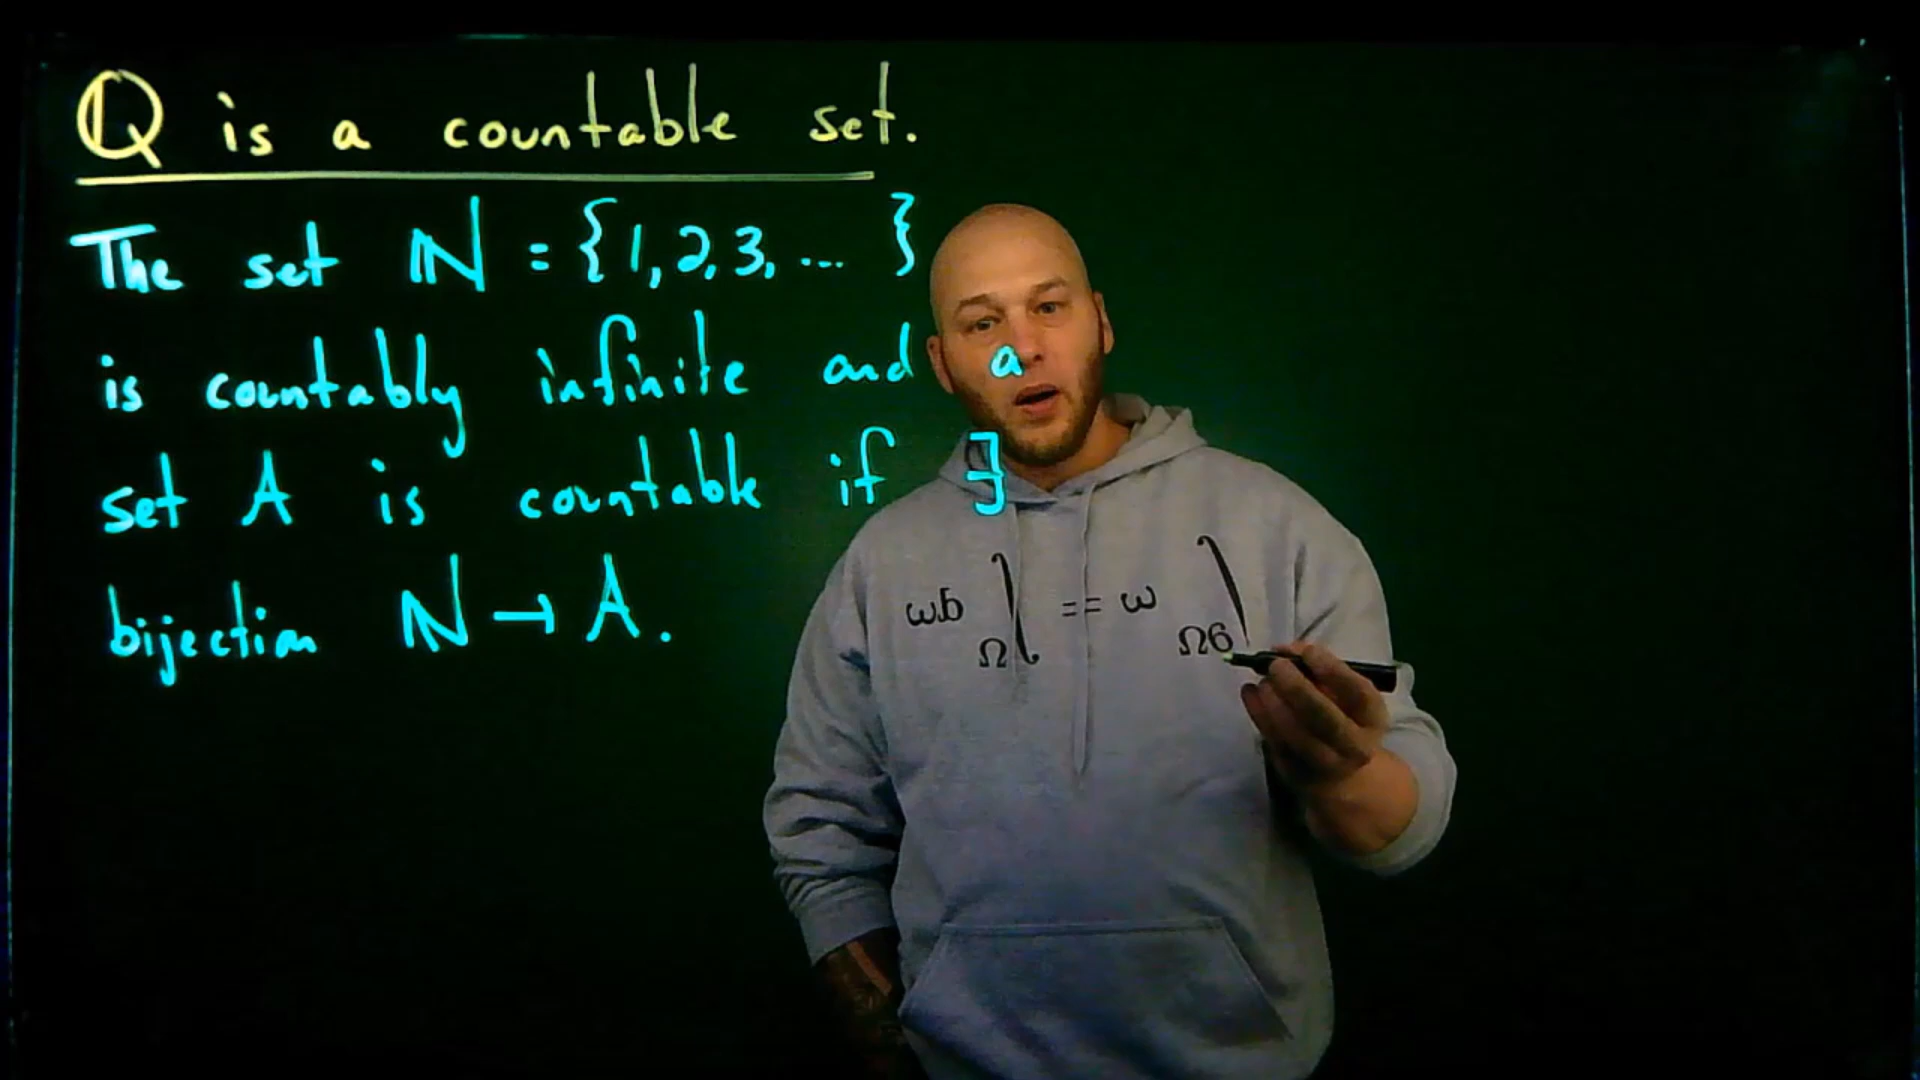 ℚ is a countable set.
The set ℕ = {1, 2, 3, ... }
is countably infinite and a
set A is countable if ∃
bijection ℕ → A.
ωb ∫ == ω ∫
Ω Ω6